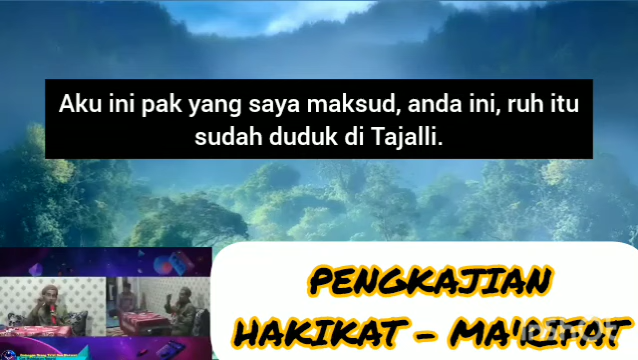 Aku ini pak yang saya maksud, anda ini, ruh itu
sudah duduk di Tajalli.
PENGKAJIAN
HAKIKAT - MA'RIFAT